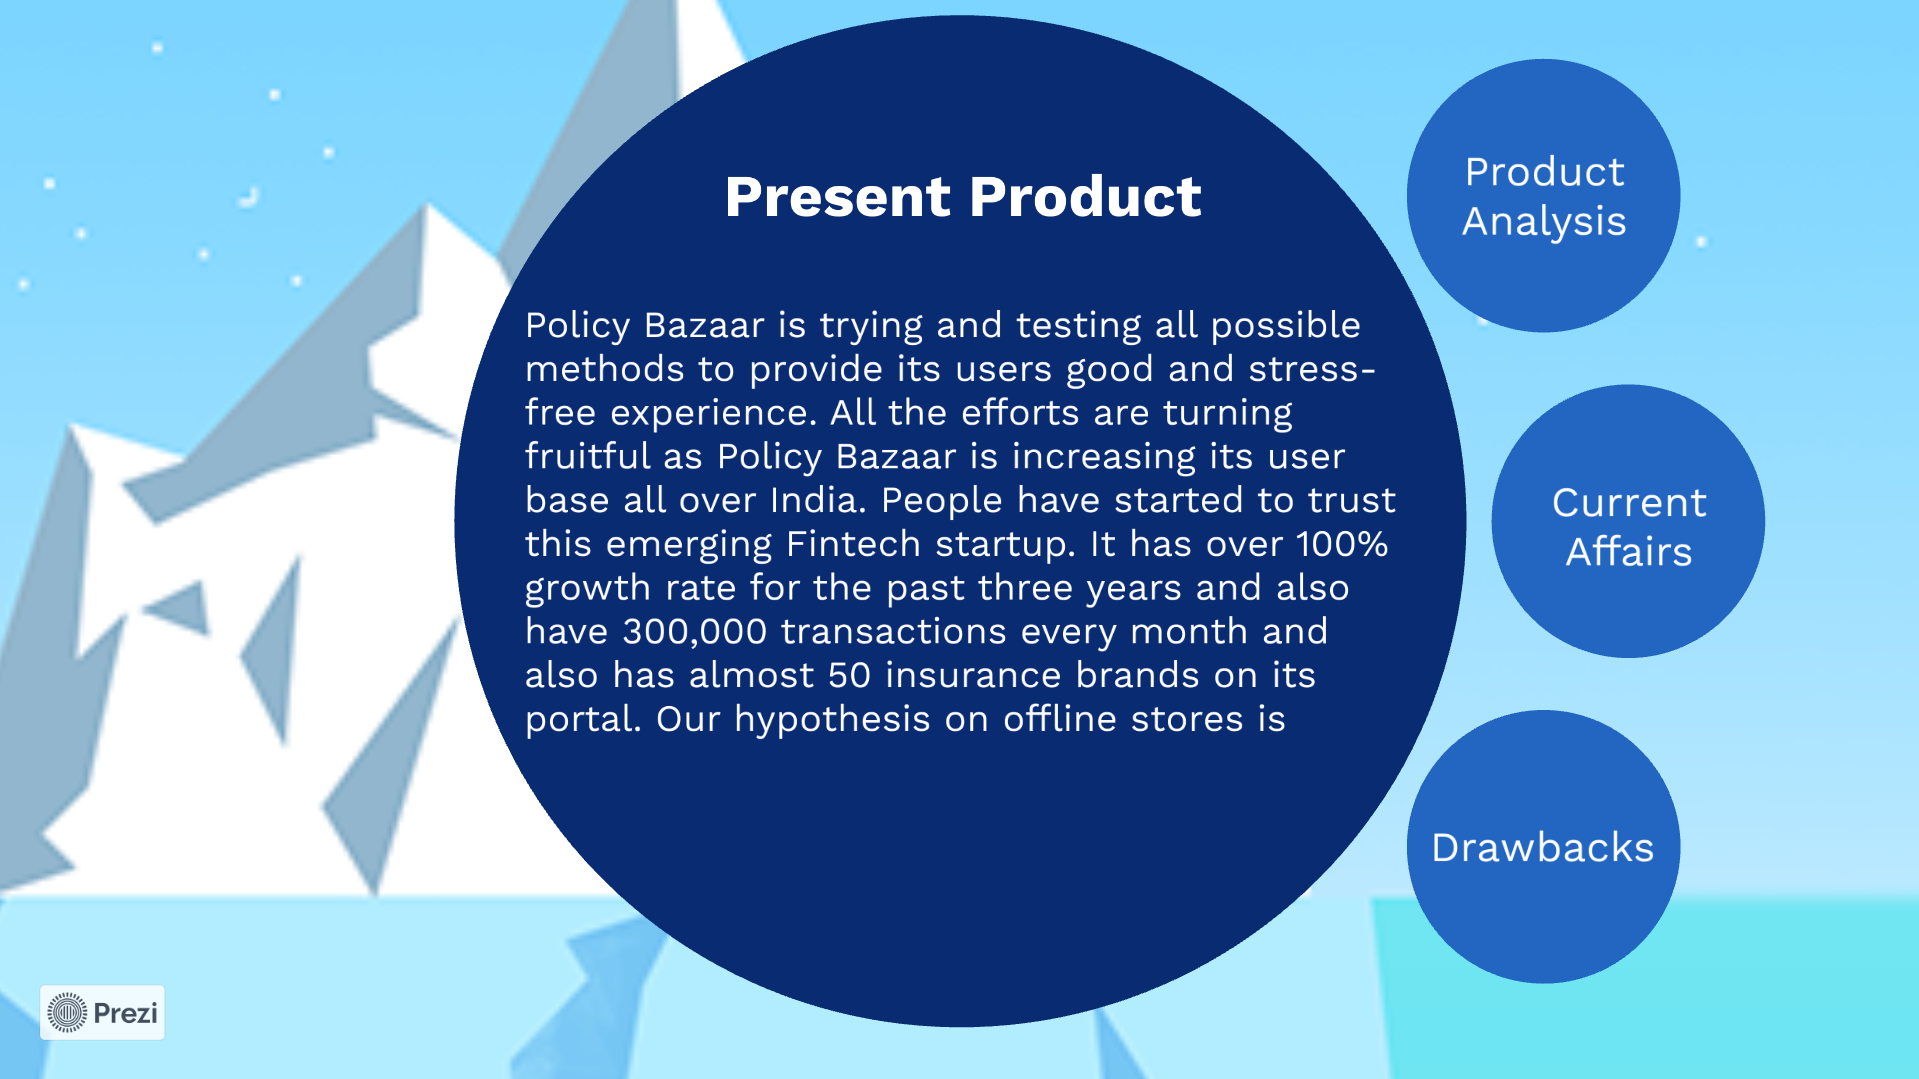 Present Product
Policy Bazaar is trying and testing all possible
methods to provide its users good and stress-
free experience. All the efforts are turning
fruitful as Policy Bazaar is increasing its user
base all over India. People have started to trust
this emerging Fintech startup. It has over 100%
growth rate for the past three years and also
have 300,000 transactions every month and
also has almost 50 insurance brands on its
portal. Our hypothesis on offline stores is
Product
Analysis
Current
Affairs
Drawbacks
Prezi